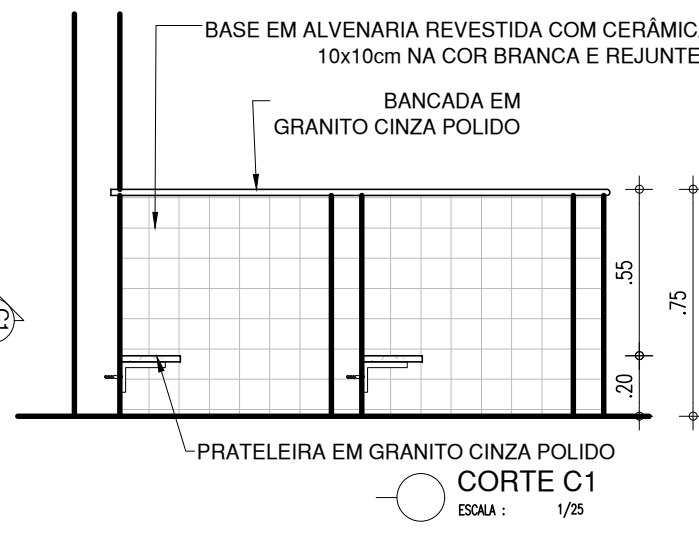 BASE EM ALVENARIA REVESTIDA COM CERÂMIC
10x10cm NA COR BRANCA E REJUNTE
BANCADA EM
GRANITO CINZA POLIDO
.55
.75
.20
C1
PRATELEIRA EM GRANITO CINZA POLIDO
CORTE C1
ESCALA : 1/25